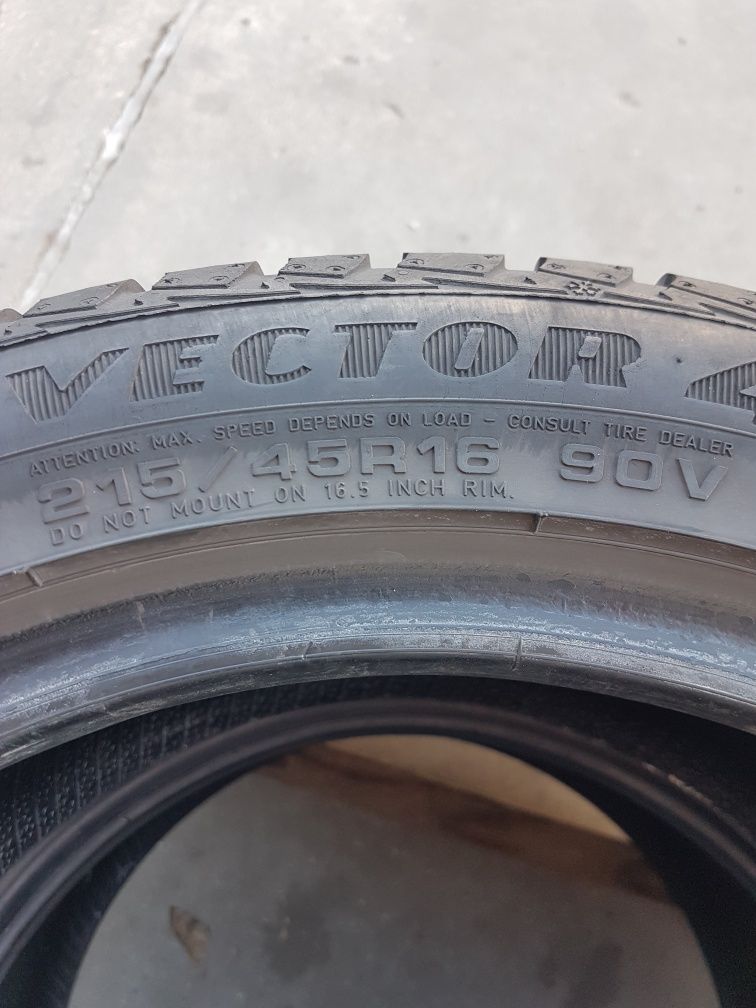 VECTOR 4
ATTENTION: MAX. SPEED DEPENDS ON LOAD - CONSULT TIRE DEALER
215/45R16 90V
DO NOT MOUNT ON 16.5 INCH RIM.